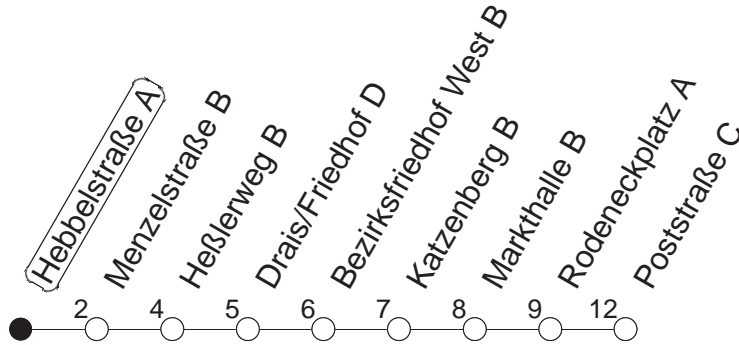 Hebbelstraße A
Menzelstraße B
Heßlerweg B
Drais/Friedhof D
Bezirksfriedhof West B
Katzenberg B
Markthalle B
Rodeneckplatz A
Poststraße C
2 4 5 6 7 8 9 12